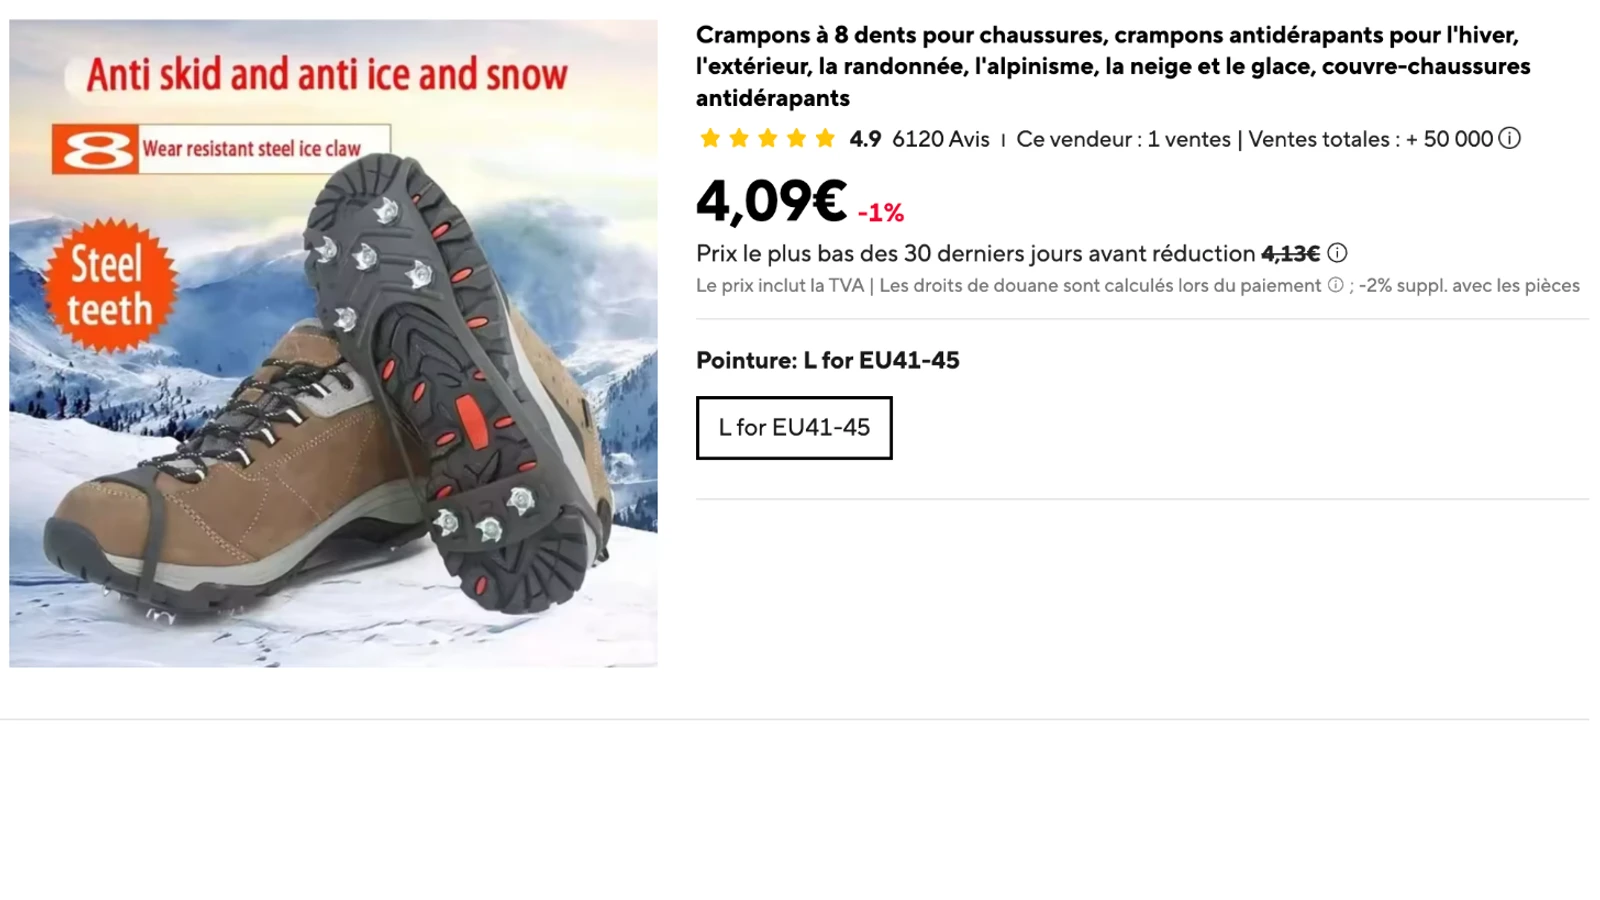 Anti skid and anti ice and snow
8 Wear resistant steel ice claw
Steel
teeth
Crampons à 8 dents pour chaussures, crampons antidérapants pour l'hiver,
l'extérieur, la randonnée, l'alpinisme, la neige et le glace, couvre-chaussures
antidérapants
4.9 6120 Avis | Ce vendeur : 1 ventes | Ventes totales : + 50 000
4,09€ -1%
Prix le plus bas des 30 derniers jours avant réduction 4,13€
Le prix inclut la TVA | Les droits de douane sont calculés lors du paiement ; -2% suppl. avec les pièces
Pointure: L for EU41-45
L for EU41-45